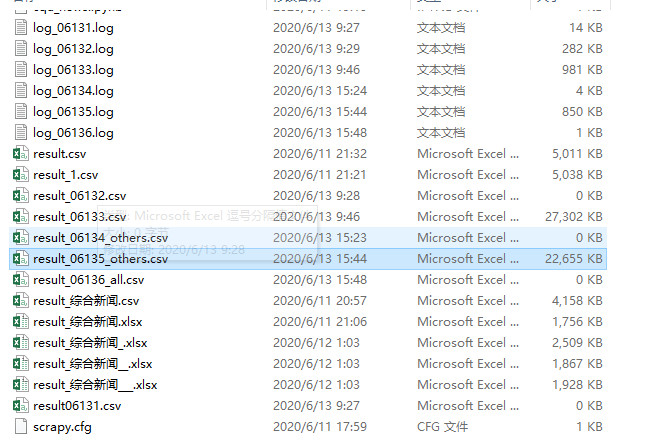 log_06131.log 2020/6/13 9:27 文本文档 14 KB
log_06132.log 2020/6/13 9:29 文本文档 282 KB
log_06133.log 2020/6/13 9:46 文本文档 981 KB
log_06134.log 2020/6/13 15:24 文本文档 4 KB
log_06135.log 2020/6/13 15:44 文本文档 850 KB
log_06136.log 2020/6/13 15:48 文本文档 1 KB
result.csv 2020/6/11 21:32 Microsoft Excel ... 5,011 KB
result_1.csv 2020/6/11 21:21 Microsoft Excel ... 5,038 KB
result_06132.csv 2020/6/13 9:28 Microsoft Excel ... 0 KB
result_06133.csv 2020/6/13 9:46 Microsoft Excel ... 27,302 KB
Microsoft Excel 逗号分隔
result_06134_others.csv 2020/6/13 15:23 Microsoft Excel ... 0 KB
0 字节
修改日期: 2020/6/13 9:28
result_06135_others.csv 2020/6/13 15:44 Microsoft Excel ... 22,655 KB
result_06136_all.csv 2020/6/13 15:48 Microsoft Excel ... 0 KB
result_综合新闻.csv 2020/6/11 20:57 Microsoft Excel ... 4,158 KB
result_综合新闻.xlsx 2020/6/11 21:06 Microsoft Excel ... 1,756 KB
result_综合新闻_.xlsx 2020/6/12 1:03 Microsoft Excel ... 2,509 KB
result_综合新闻__.xlsx 2020/6/12 1:03 Microsoft Excel ... 1,867 KB
result_综合新闻___.xlsx 2020/6/12 1:03 Microsoft Excel ... 1,928 KB
result06131.csv 2020/6/13 9:27 Microsoft Excel ... 0 KB
scrapy.cfg 2020/6/11 17:59 CFG 文件 1 KB